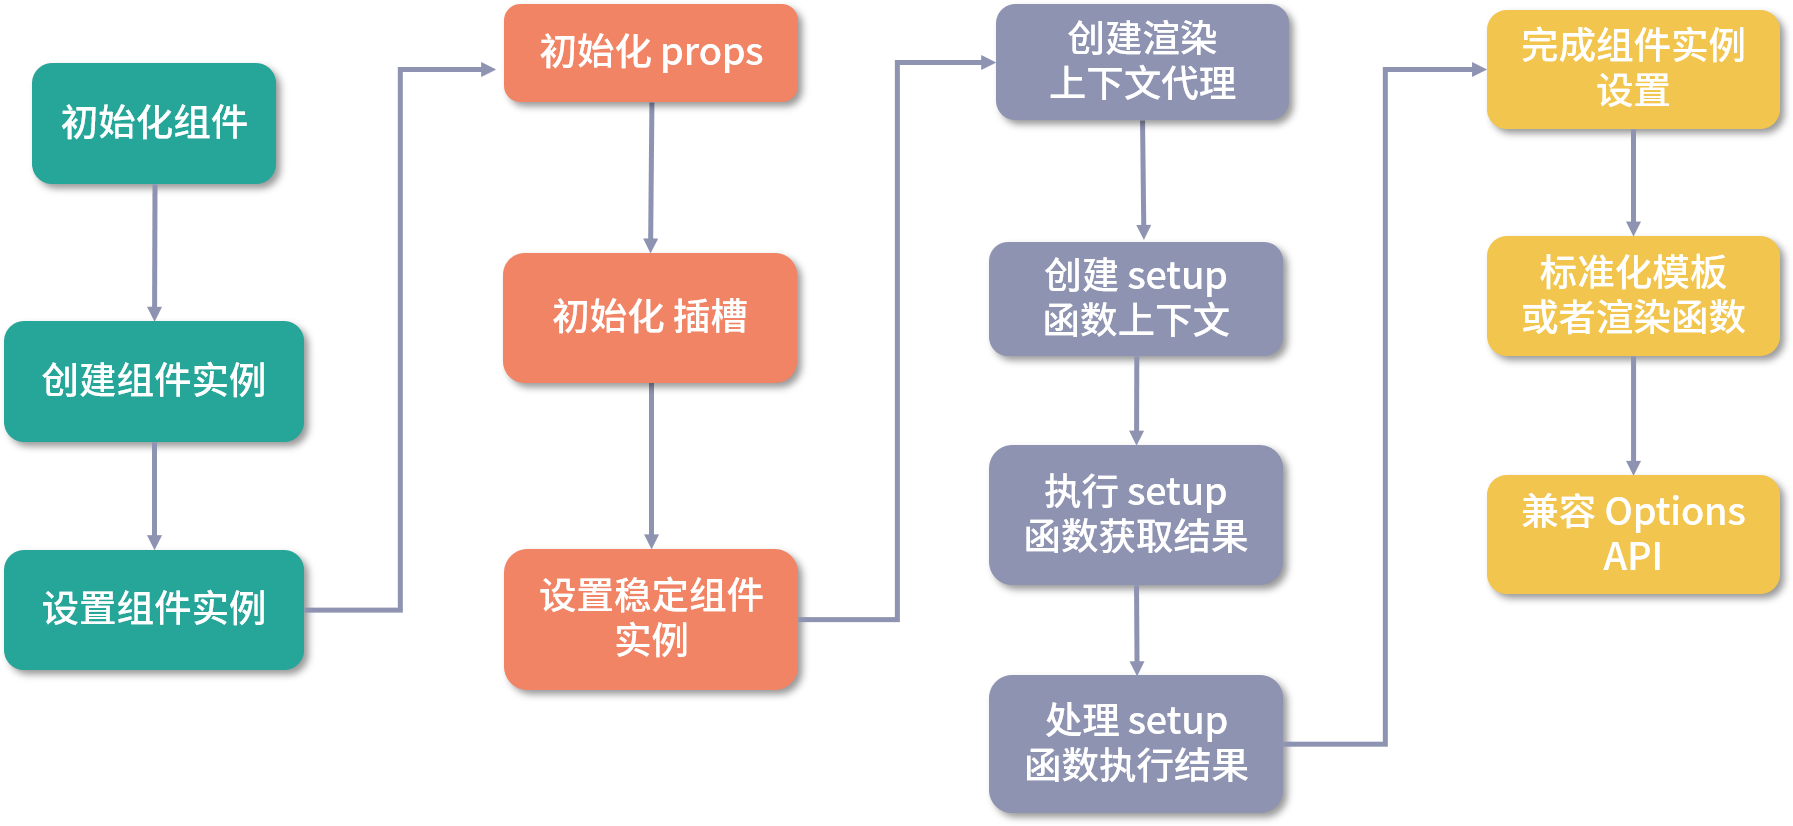 初始化组件
创建组件实例
设置组件实例
初始化 props
初始化 插槽
设置稳定组件
实例
创建渲染
上下文代理
创建 setup
函数上下文
执行 setup
函数获取结果
处理 setup
函数执行结果
完成组件实例
设置
标准化模板
或者渲染函数
兼容 Options
API